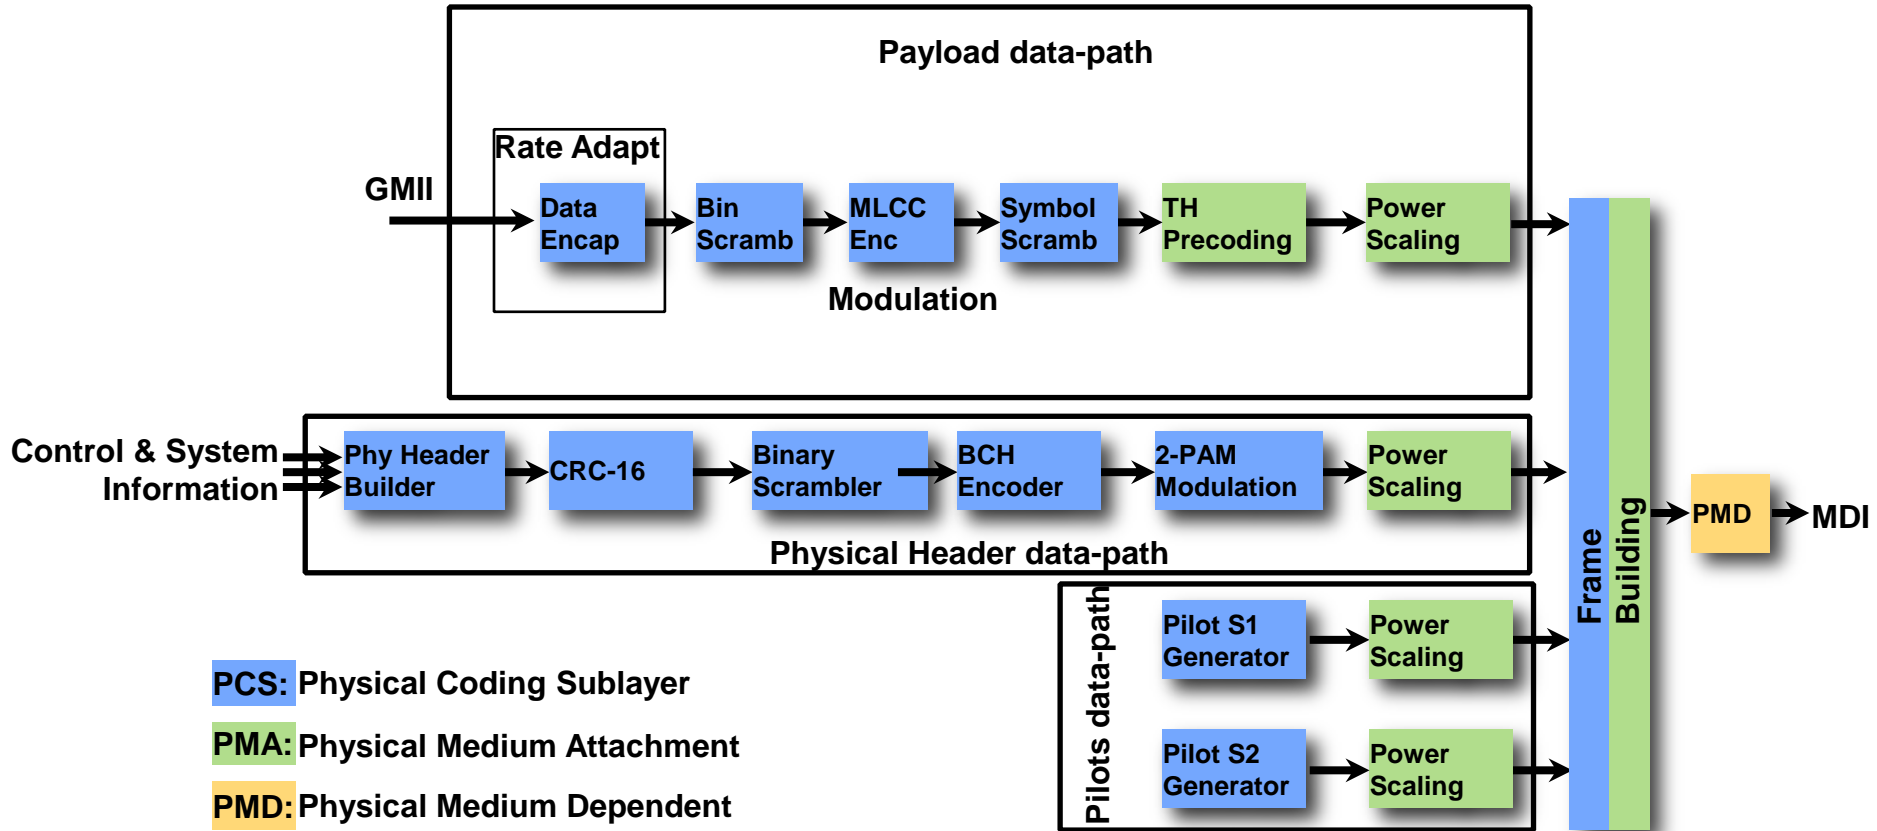 Payload data-path
Rate Adapt
GMII
Data
Encap
Bin
Scramb
MLCC
Enc
Symbol
Scramb
TH
Precoding
Power
Scaling
Modulation
Control & System
Information
Phy Header
Builder
CRC-16
Binary
Scrambler
BCH
Encoder
2-PAM
Modulation
Power
Scaling
Physical Header data-path
Frame
Building
PMD
MDI
Pilots data-path
Pilot S1
Generator
Power
Scaling
Pilot S2
Generator
Power
Scaling
PCS: Physical Coding Sublayer
PMA: Physical Medium Attachment
PMD: Physical Medium Dependent